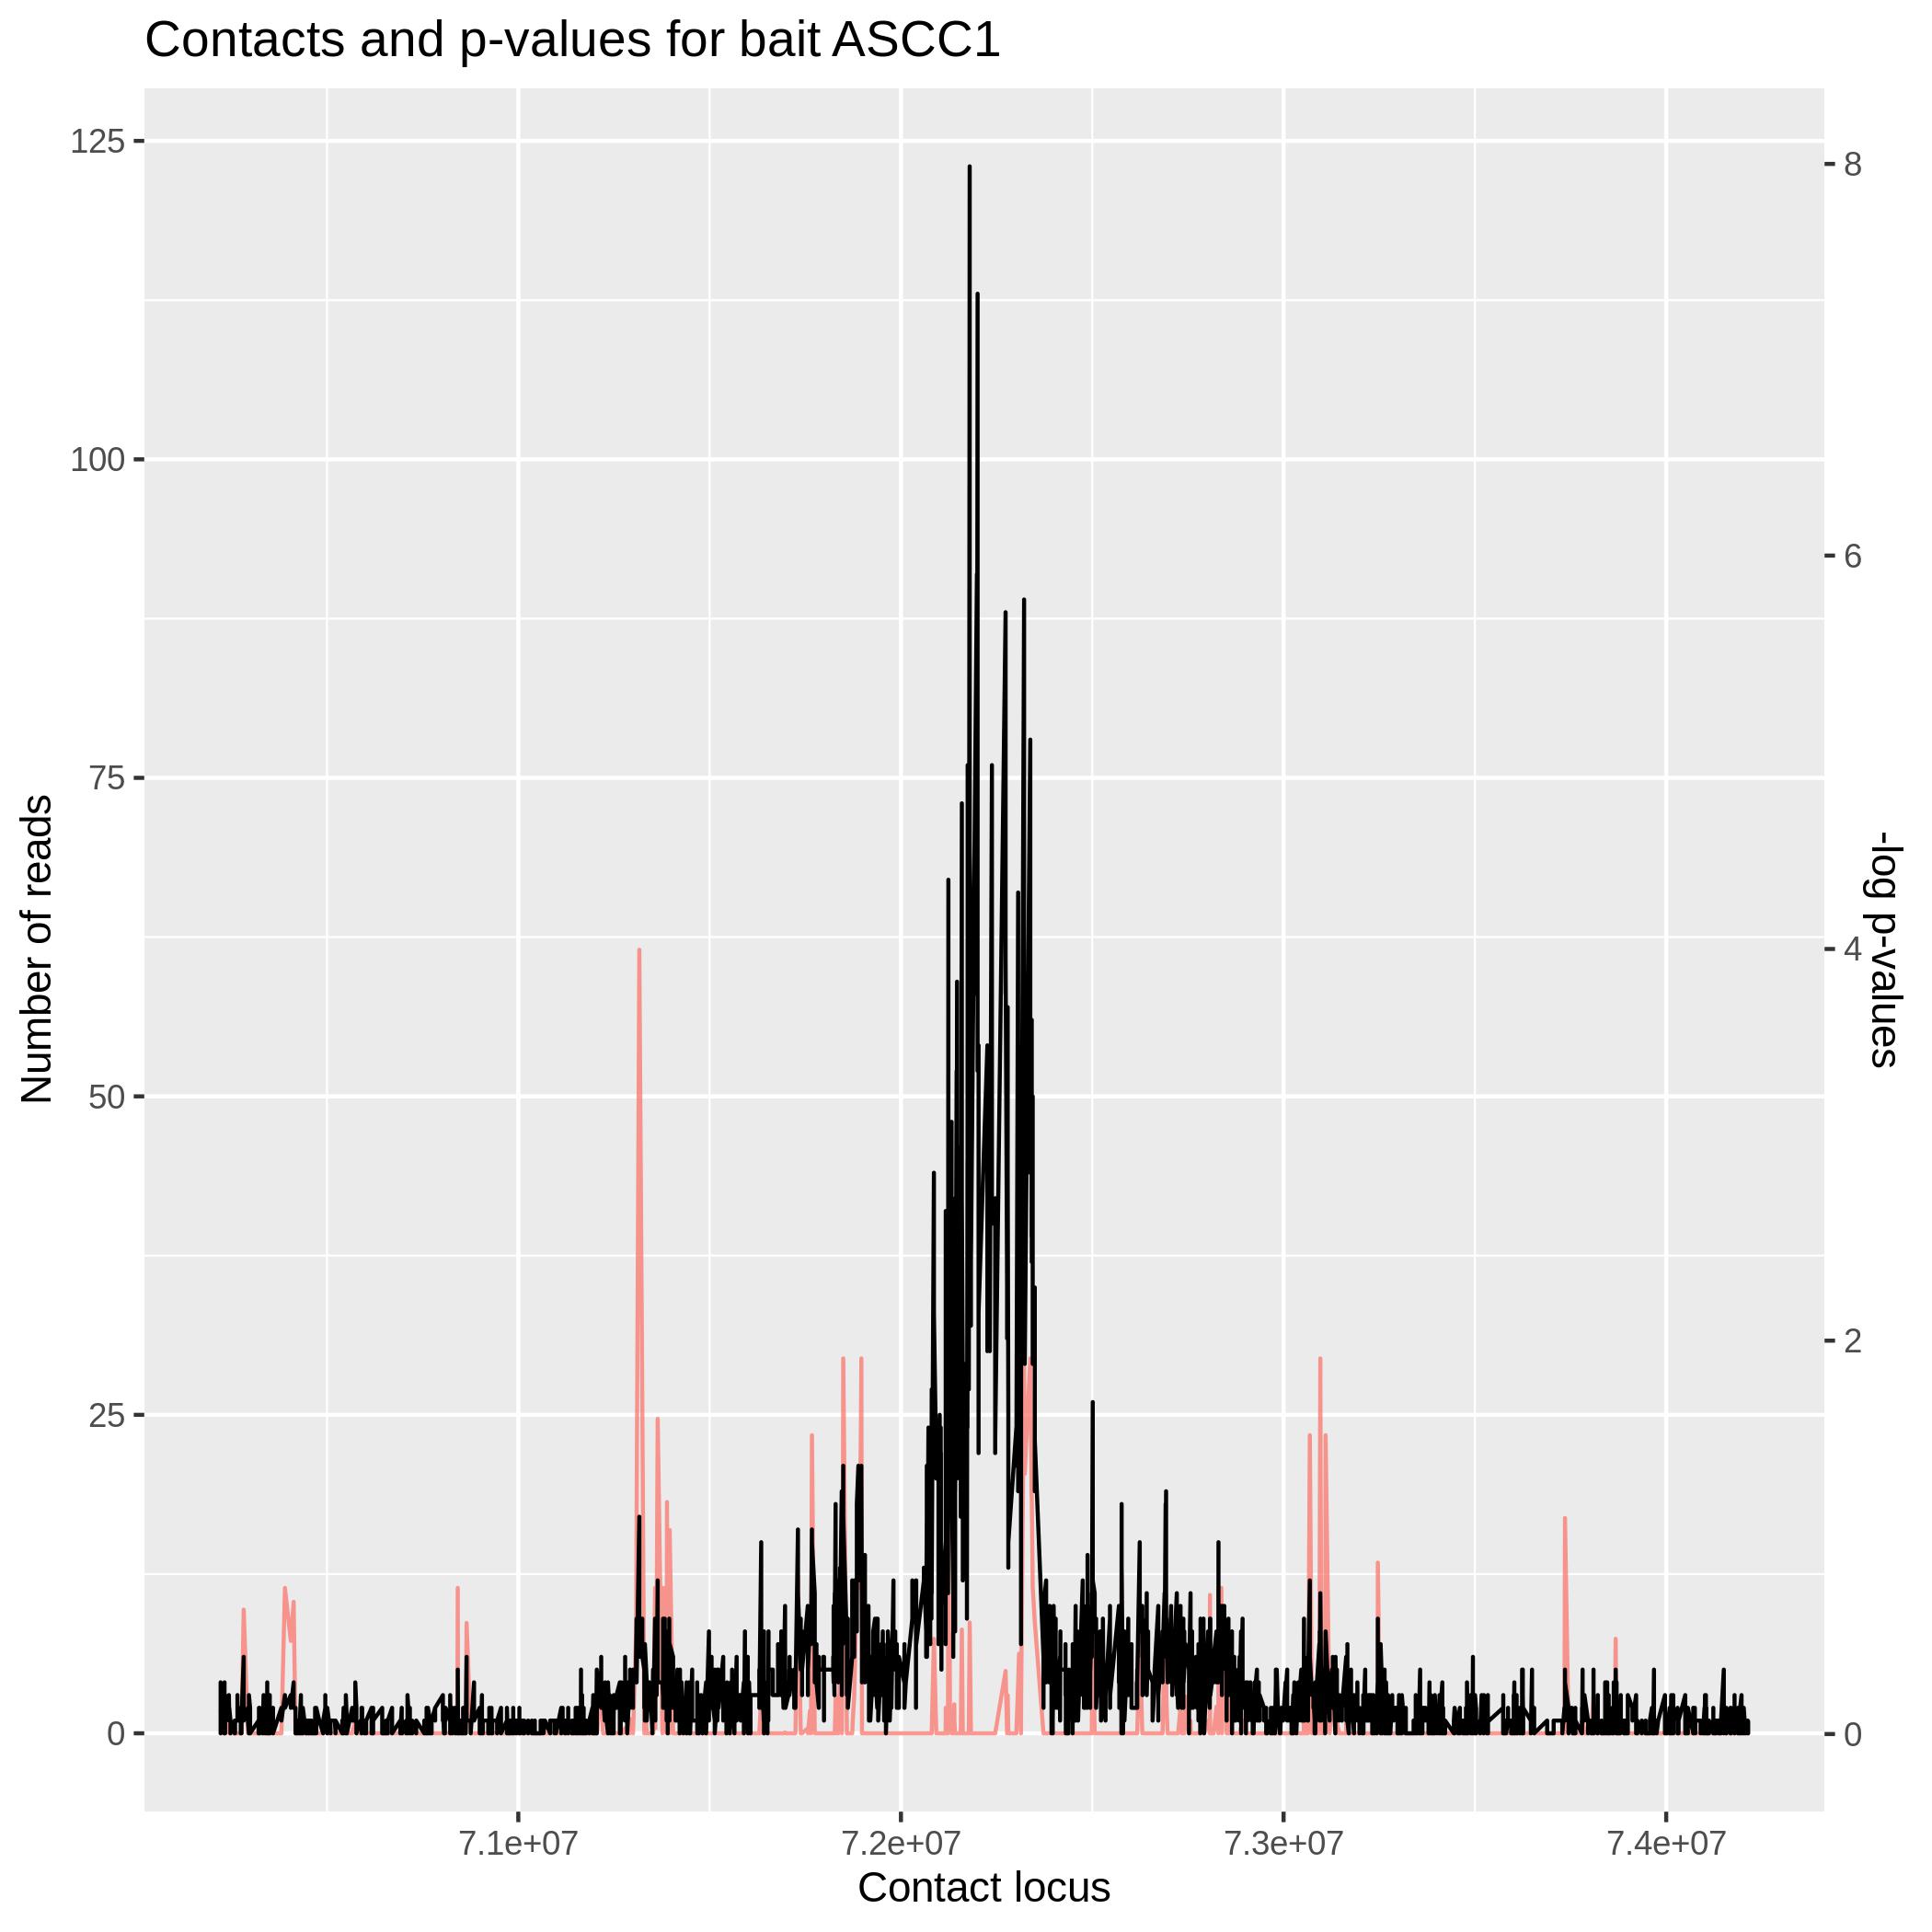 Contacts and p-values for bait ASCC1
125
100
75
50
25
0
Number of reads
8
6
4
2
0
-log p-values
7.1e+07 7.2e+07 7.3e+07 7.4e+07
Contact locus